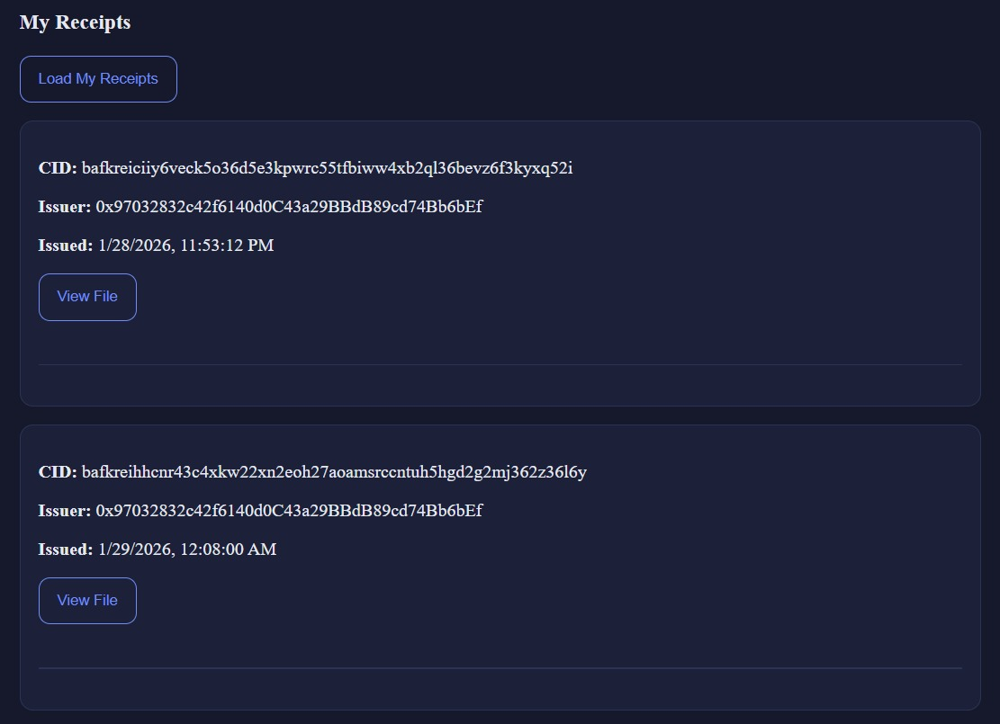 My Receipts
Load My Receipts
CID: bafkreiciiy6veck5o36d5e3kpwrc55tfbiww4xb2ql36bevz6f3kyxq52i
Issuer: 0x97032832c42f6140d0C43a29BBdB89cd74Bb6bEf
Issued: 1/28/2026, 11:53:12 PM
View File
CID: bafkreihhcnr43c4xkw22xn2eoh27aoamsrccntuh5hgd2g2mj362z36l6y
Issuer: 0x97032832c42f6140d0C43a29BBdB89cd74Bb6bEf
Issued: 1/29/2026, 12:08:00 AM
View File